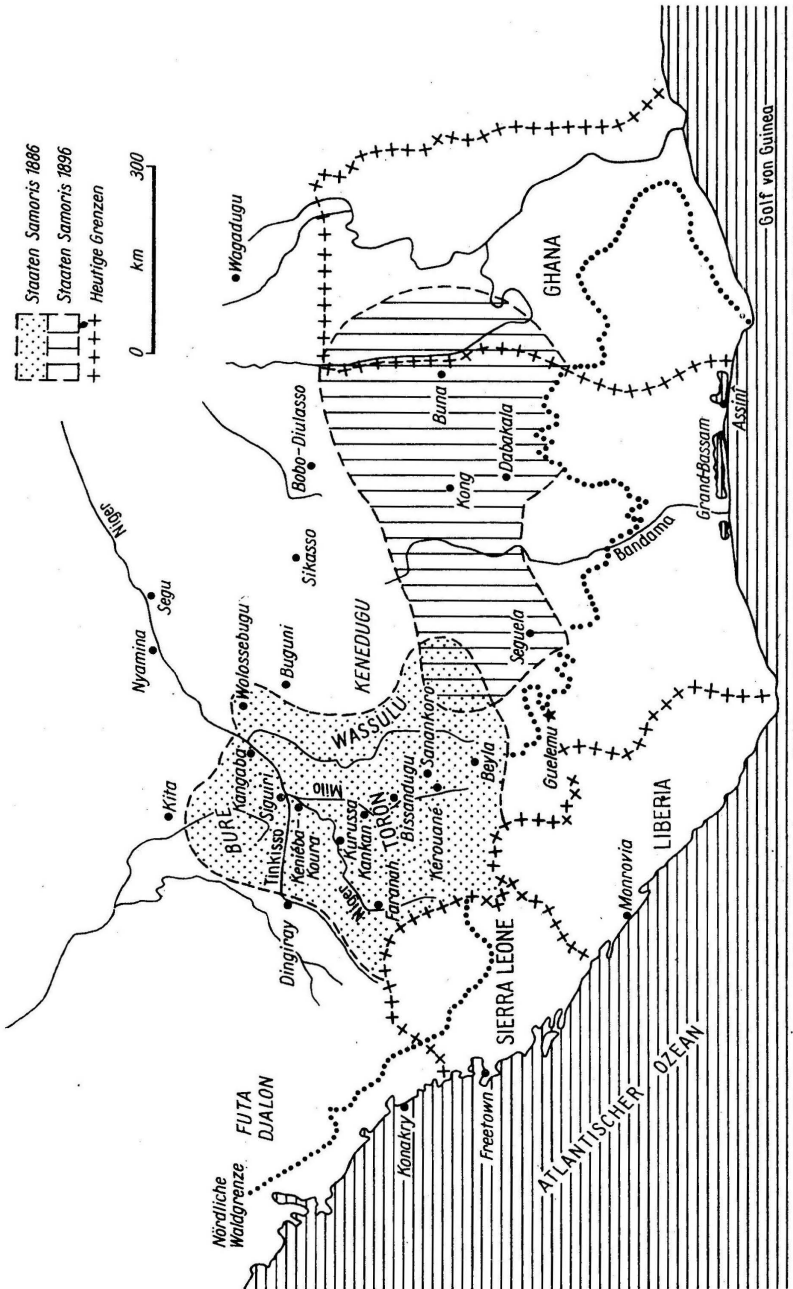 Staaten Samoris 1886
Staaten Samoris 1896
Heutige Grenzen
0 km 300
Niger
Nyamina
Segu
Wagadugu
Kita
Wolossebugu
Buguni
Sikasso
Bobo-Diulasso
KENEDUGU
BURE
Kangaba
Siguiri
Tinkisso
Dingiray
Keniéba-
Koura
Milo
WASSULU
Kurussa
Niger
Kankan
TORON
Faranah
Bissandugu
Sanankoro
Kérouane
Beyla
Kong
Buna
Dabakala
Seguela
Guelemu
GHANA
Nördliche
Waldgrenze
FUTA
DJALON
Konakry
Freetown
SIERRA LEONE
LIBERIA
Monrovia
Bandama
Grand-Bassam
Assini
ATLANTISCHER OZEAN
Golf von Guinea